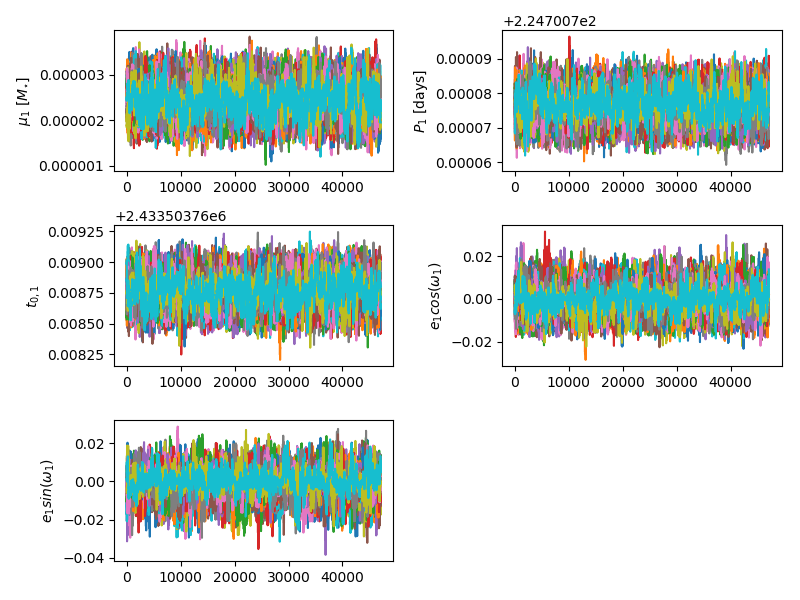 +2.247007e2
μ₁ [M⋆]
0.000003
0.000002
0.000001
0 10000 20000 30000 40000
P₁ [days]
0.00009
0.00008
0.00007
0.00006
0 10000 20000 30000 40000
+2.43350376e6
t₀,₁
0.00925
0.00900
0.00875
0.00850
0.00825
0 10000 20000 30000 40000
e₁cos(ω₁)
0.02
0.00
−0.02
0 10000 20000 30000 40000
e₁sin(ω₁)
0.02
0.00
−0.02
−0.04
0 10000 20000 30000 40000